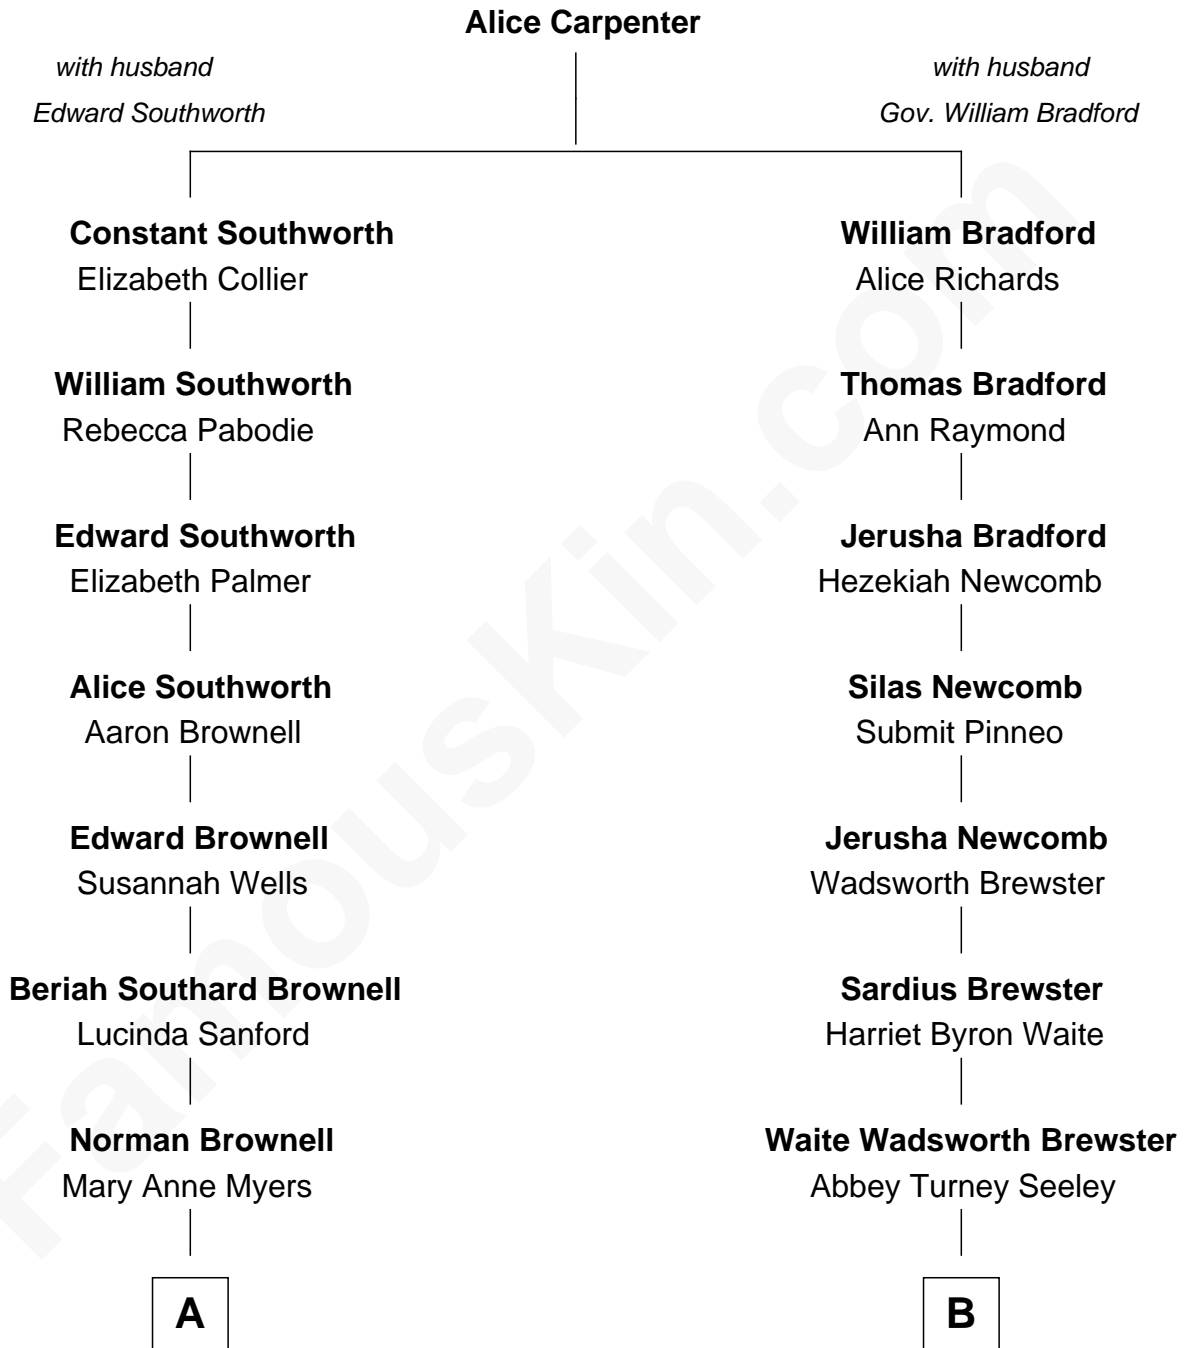 Alice Carpenter
with husband
Edward Southworth
with husband
Gov. William Bradford
Constant Southworth
Elizabeth Collier
William Southworth
Rebecca Pabodie
Edward Southworth
Elizabeth Palmer
Alice Southworth
Aaron Brownell
Edward Brownell
Susannah Wells
Beriah Southard Brownell
Lucinda Sanford
Norman Brownell
Mary Anne Myers
A
William Bradford
Alice Richards
Thomas Bradford
Ann Raymond
Jerusha Bradford
Hezekiah Newcomb
Silas Newcomb
Submit Pinneo
Jerusha Newcomb
Wadsworth Brewster
Sardius Brewster
Harriet Byron Waite
Waite Wadsworth Brewster
Abbey Turney Seeley
B
FamousKin.com